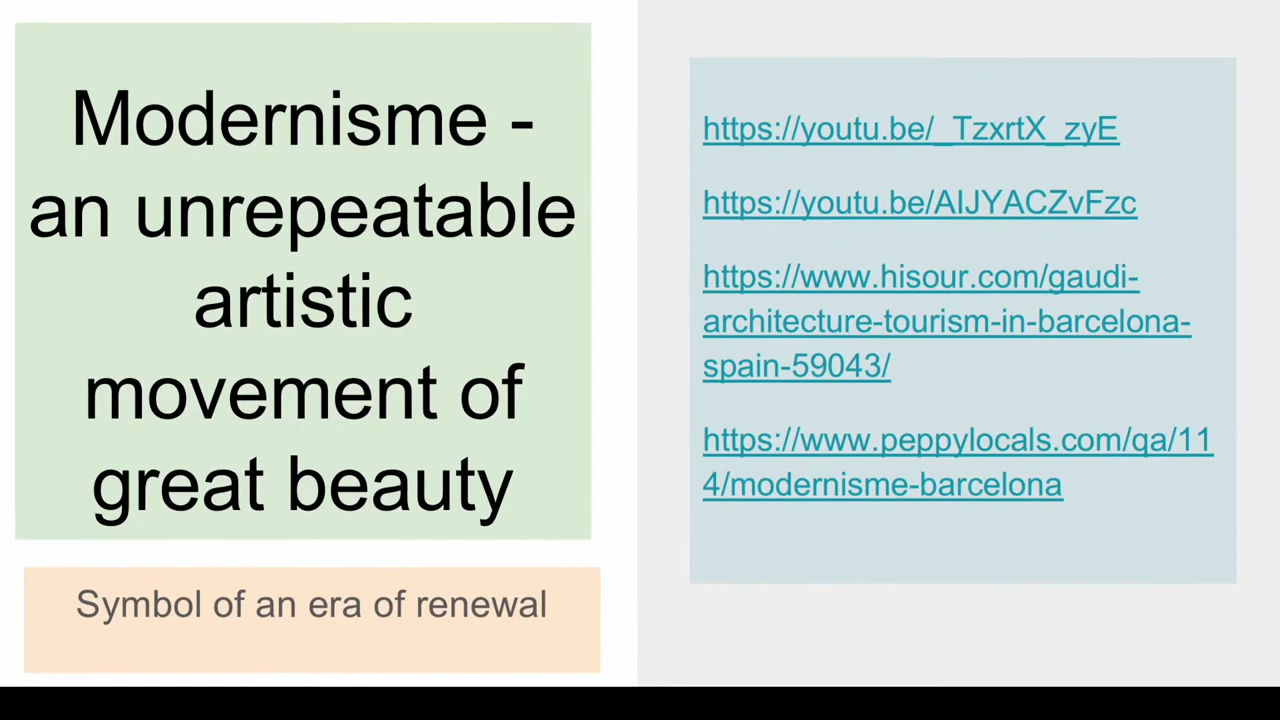 Modernisme -
an unrepeatable
artistic
movement of
great beauty
Symbol of an era of renewal
https://youtu.be/_TzxrtX_zyE
https://youtu.be/AIJYACZvFzc
https://www.hisour.com/gaudi-
architecture-tourism-in-barcelona-
spain-59043/
https://www.peppylocals.com/qa/11
4/modernisme-barcelona